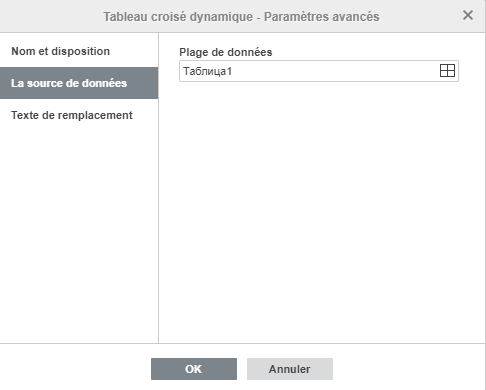 Tableau croisé dynamique - Paramètres avancés
Nom et disposition
La source de données
Texte de remplacement
Plage de données
Таблица1
OK
Annuler